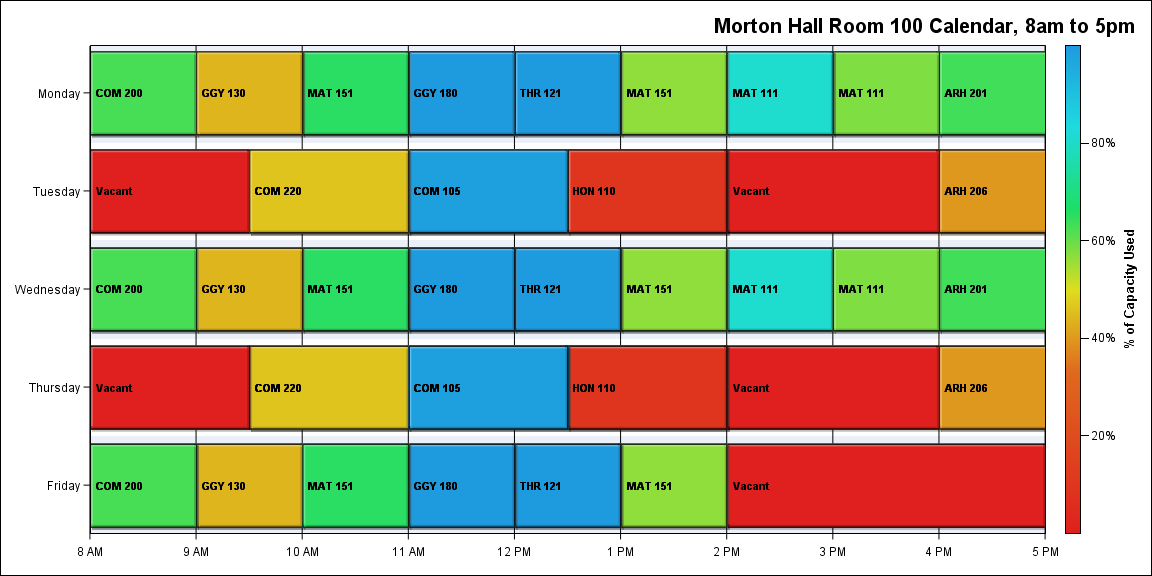 Morton Hall Room 100 Calendar, 8am to 5pm
Monday
COM 200
GGY 130
MAT 151
GGY 180
THR 121
MAT 151
MAT 111
MAT 111
ARH 201
Tuesday
Vacant
COM 220
COM 105
HON 110
Vacant
ARH 206
Wednesday
COM 200
GGY 130
MAT 151
GGY 180
THR 121
MAT 151
MAT 111
MAT 111
ARH 201
Thursday
Vacant
COM 220
COM 105
HON 110
Vacant
ARH 206
Friday
COM 200
GGY 130
MAT 151
GGY 180
THR 121
MAT 151
Vacant
8 AM
9 AM
10 AM
11 AM
12 PM
1 PM
2 PM
3 PM
4 PM
5 PM
80%
60%
40%
20%
% of Capacity Used